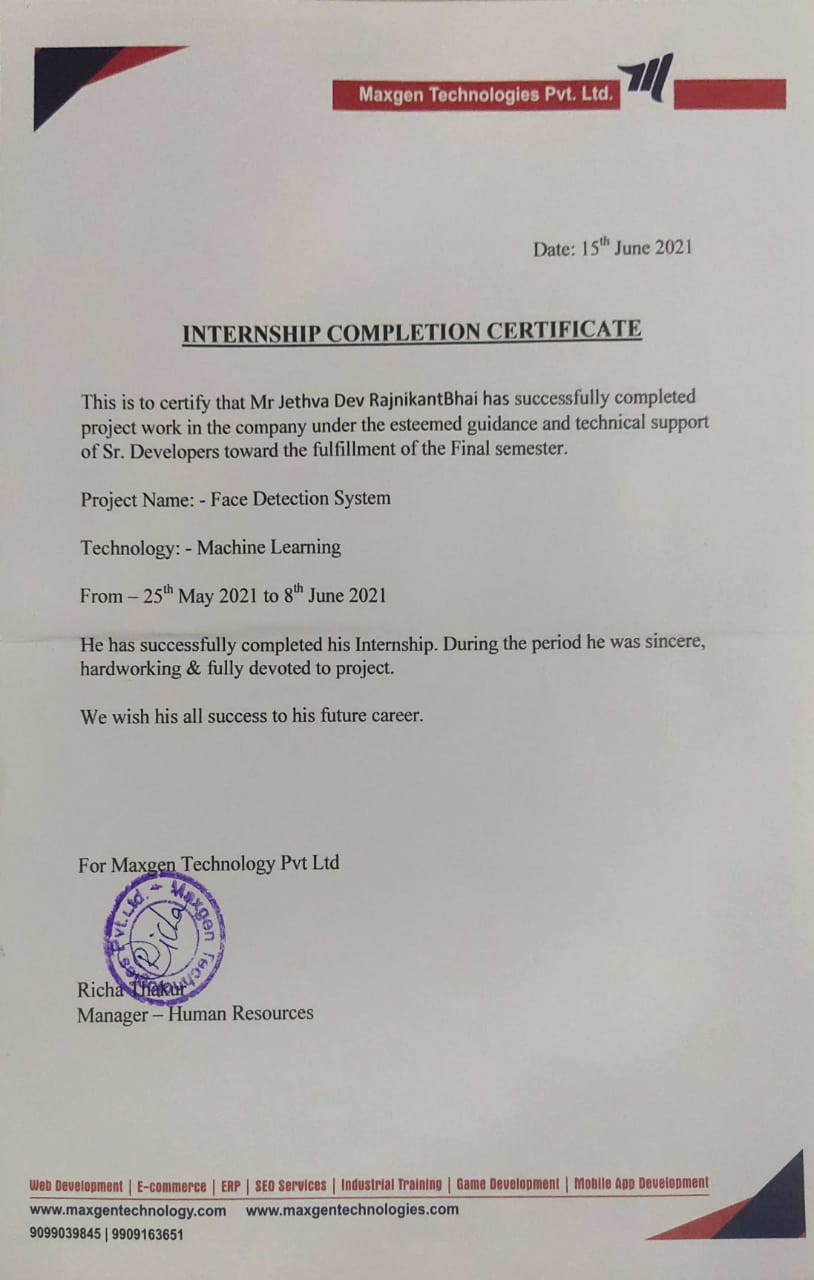 Maxgen Technologies Pvt. Ltd.
Date: 15th June 2021
INTERNSHIP COMPLETION CERTIFICATE
This is to certify that Mr Jethva Dev RajnikantBhai has successfully completed
project work in the company under the esteemed guidance and technical support
of Sr. Developers toward the fulfillment of the Final semester.
Project Name: - Face Detection System
Technology: - Machine Learning
From – 25th May 2021 to 8th June 2021
He has successfully completed his Internship. During the period he was sincere,
hardworking & fully devoted to project.
We wish his all success to his future career.
For Maxgen Technology Pvt Ltd
Maxgen Technologies Pvt. Ltd.
Richa
Richa Thakur
Manager – Human Resources
Web Development | E-commerce | ERP | SEO Services | Industrial Training | Game Development | Mobile App Development
www.maxgentechnology.com www.maxgentechnologies.com
9099039845 | 9909163651